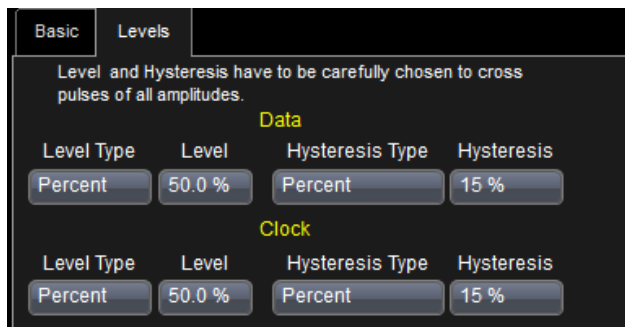 Basic Levels
Level and Hysteresis have to be carefully chosen to cross
pulses of all amplitudes.
Data
Level Type Level Hysteresis Type Hysteresis
Percent 50.0 % Percent 15 %
Clock
Level Type Level Hysteresis Type Hysteresis
Percent 50.0 % Percent 15 %